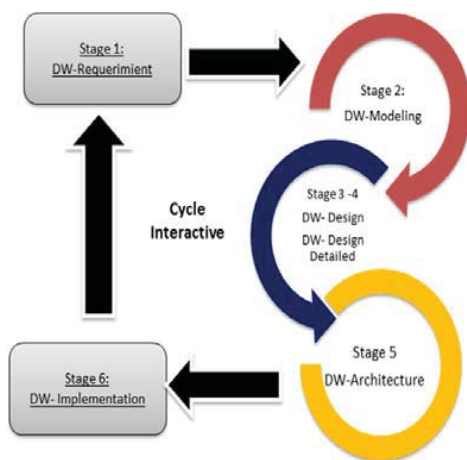 Stage 1:
DW-Requerimient
Stage 2:
DW-Modeling
Stage 3 -4
DW- Design
DW- Design
Detailed
Cycle
Interactive
Stage 5
DW-Architecture
Stage 6:
DW- Implementation